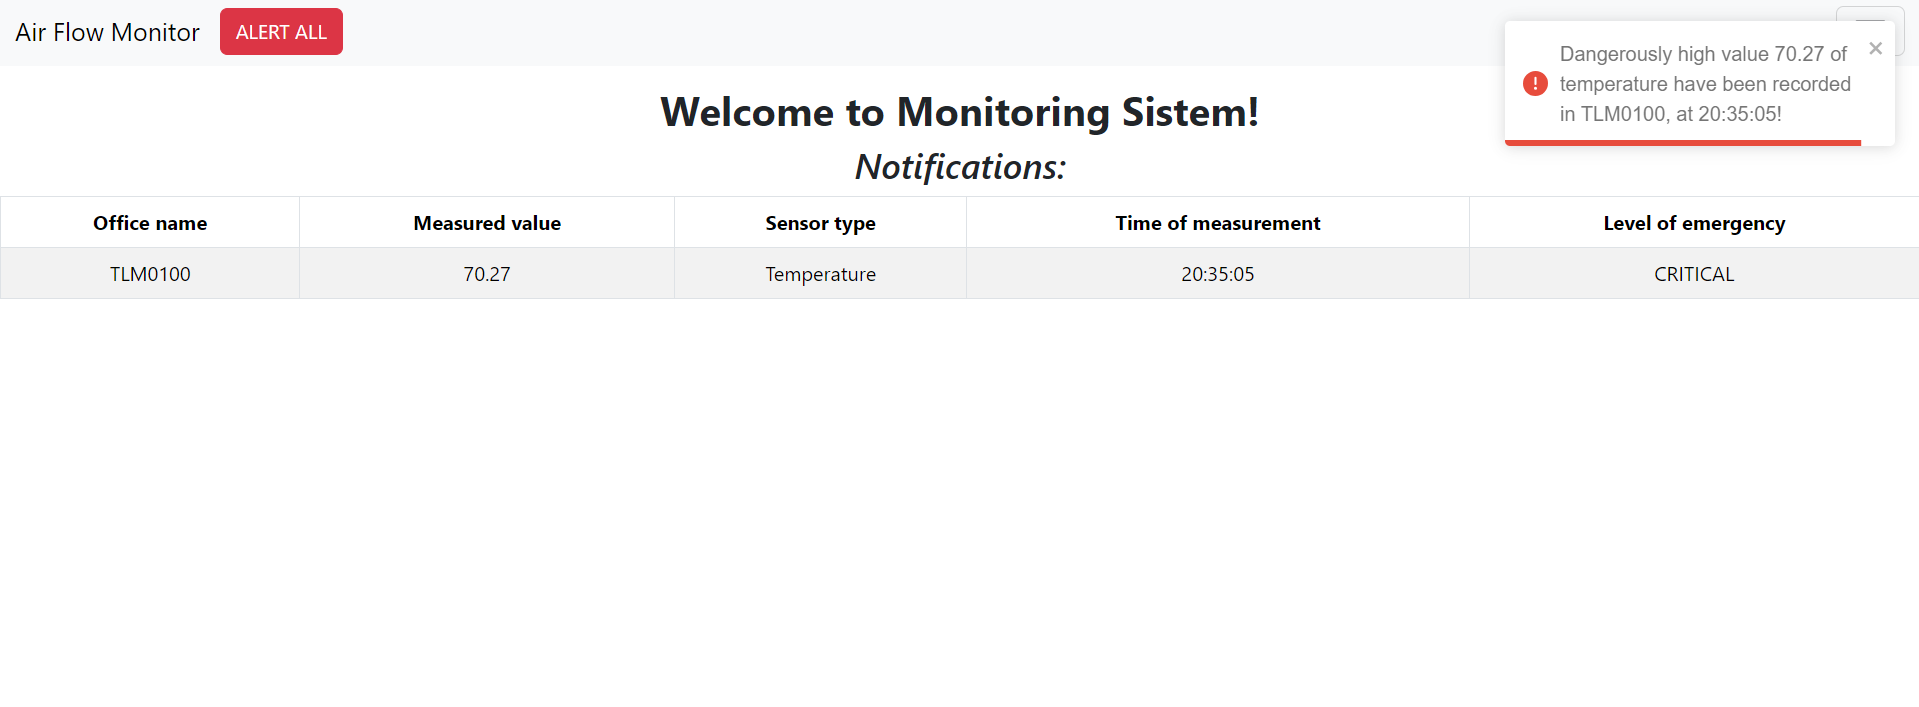 Air Flow Monitor
ALERT ALL
Dangerously high value 70.27 of
temperature have been recorded
in TLM0100, at 20:35:05!
Welcome to Monitoring Sistem!
Notifications:
Office name Measured value Sensor type Time of measurement Level of emergency
TLM0100 70.27 Temperature 20:35:05 CRITICAL